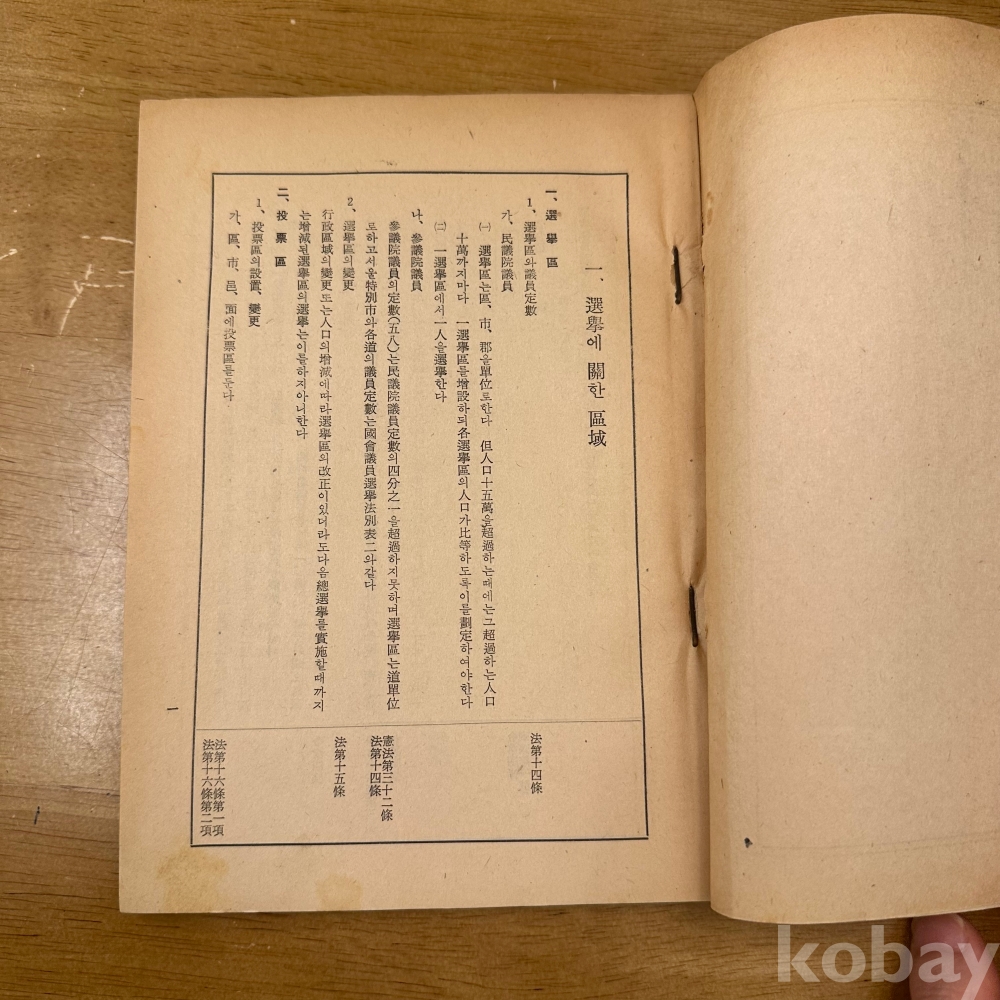 一、選擧에 關한 區域
一、選擧區
1、選擧區와議員定數
가、民議院議員
㈠ 選擧區는區、市、郡을單位로한다 但人口十五萬을超過하는때에는그超過하는人口
十萬까지마다 一選擧區를增設하되各選擧區의人口가比等하도록이를劃定하여야한다
㈡ 一選擧區에서一人을選擧한다
나、參議院議員
參議院議員의定數(五八)는民議院議員定數의四分之一을超過하지못하며選擧區는道單位
로하고서울特別市와各道의議員定數는國會議員選擧法別表二와같다
2、選擧區의變更
行政區域의變更또는人口의增減에따라選擧區의改正이있더라도다음總選擧를實施할때까지
는增減된選擧區의選擧는이를하지아니한다
二、投票區
1、投票區의設置、變更
가、區、市、邑、面에投票區를둔다
法第十四條
憲法第三十二條
法第十四條
法第十五條
法第十六條第一項
法第十六條第二項
一
kobay